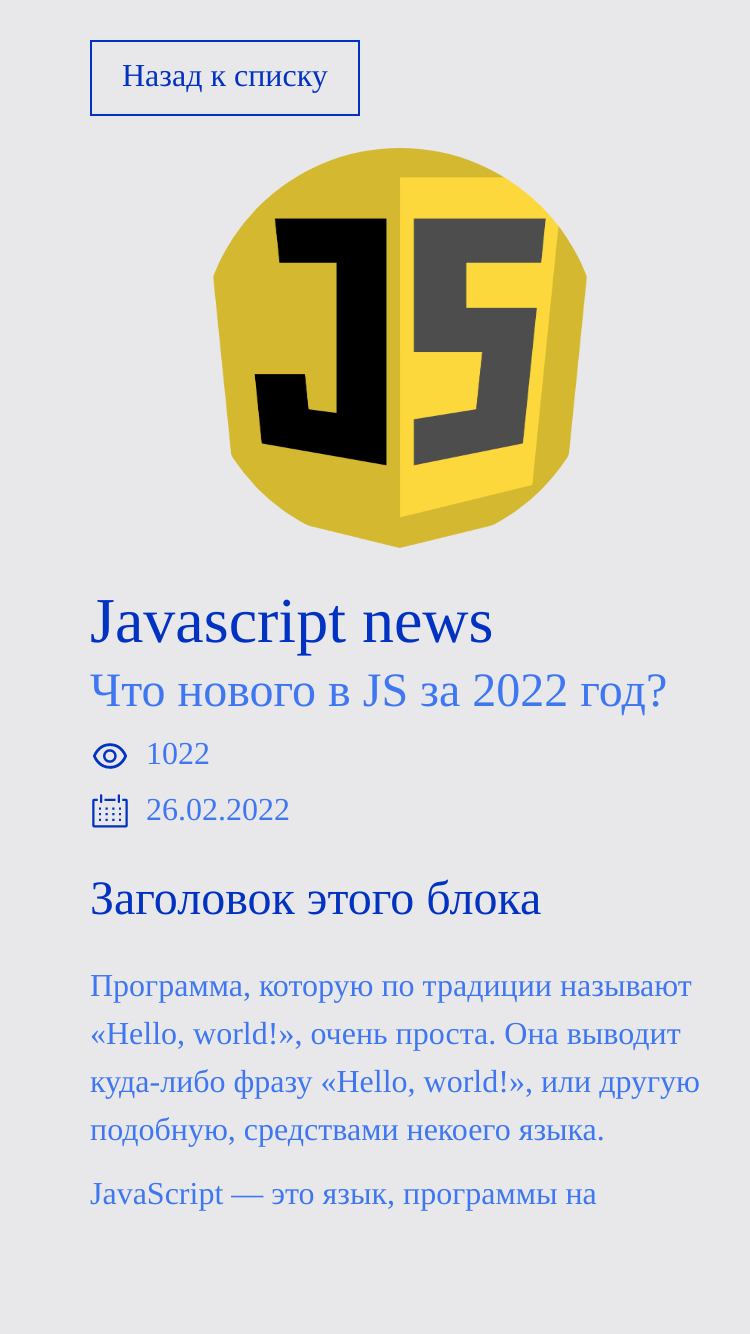 Назад к списку
JS
Javascript news
Что нового в JS за 2022 год?
1022
26.02.2022
Заголовок этого блока
Программа, которую по традиции называют
«Hello, world!», очень проста. Она выводит
куда-либо фразу «Hello, world!», или другую
подобную, средствами некоего языка.
JavaScript — это язык, программы на